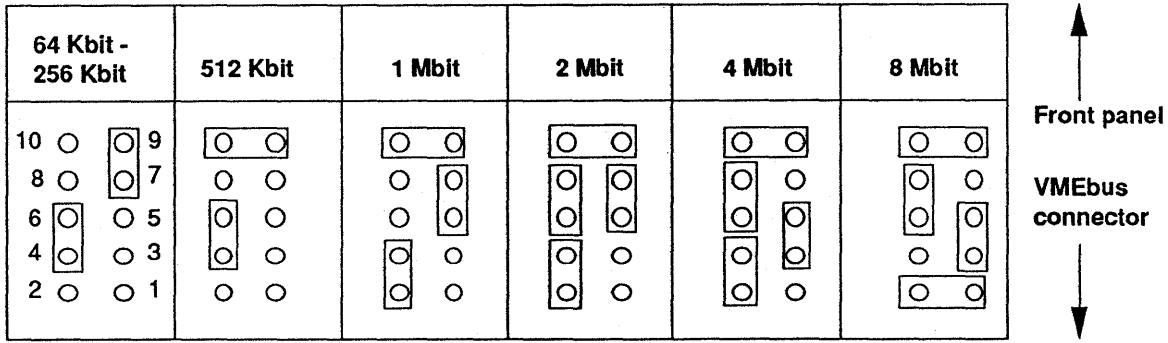 64 Kbit -
256 Kbit
512 Kbit
1 Mbit
2 Mbit
4 Mbit
8 Mbit
10 9
8 7
6 5
4 3
2 1
Front panel
VMEbus
connector